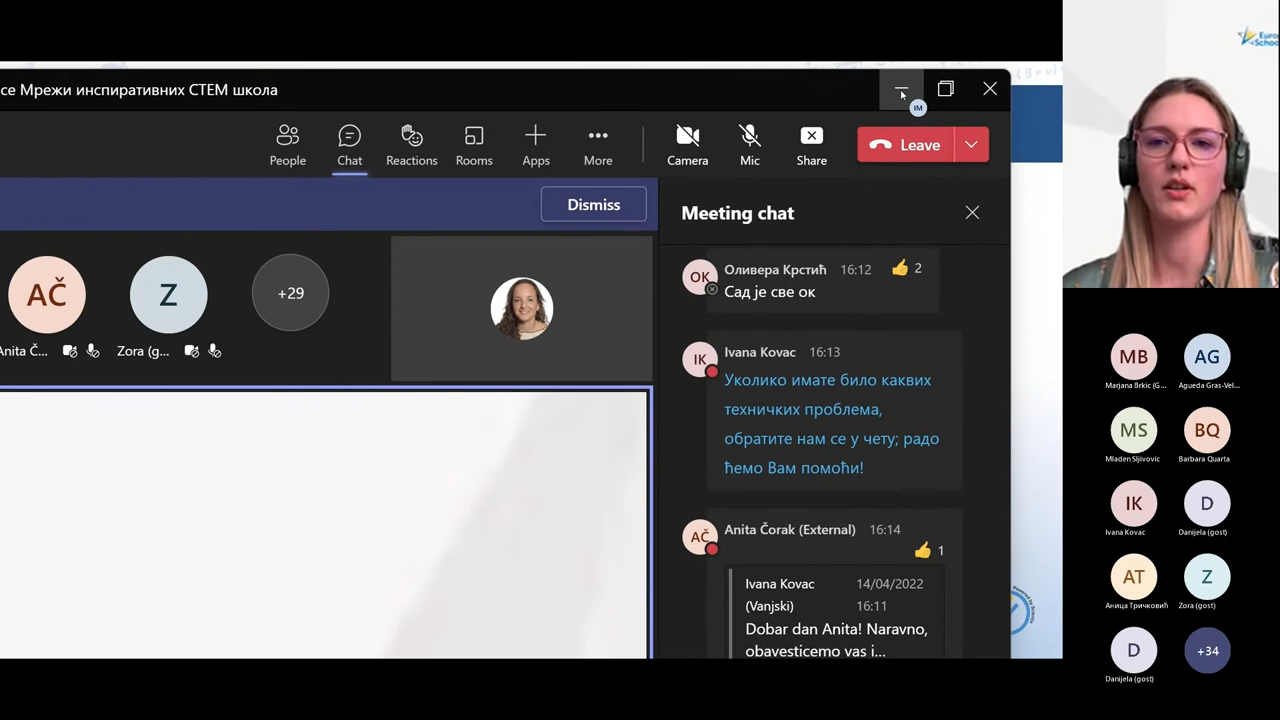 Europ
Schoo
се Мрежи инспиративних СТЕМ школа
IM
People
Chat
Reactions
Rooms
Apps
More
Camera
Mic
Share
Leave
Dismiss
Meeting chat
AČ
Z
+29
Anita Č...
Zora (g...
ОК
Оливера Крстић 16:12 👍 2
Сад је све ок
IK
Ivana Kovac 16:13
Уколико имате било каквих
техничких проблема,
обратите нам се у чету; радо
ћемо Вам помоћи!
AČ
Anita Čorak (External) 16:14
👍 1
Ivana Kovac 14/04/2022
(Vanjski) 16:11
Dobar dan Anita! Naravno,
obavesticemo vas i...
MB
AG
Marjana Brkic (G...
Agueda Gras-Vel...
MS
BQ
Mladen Sljivovic
Barbara Quarta
IK
D
Ivana Kovac
Danijela (gost)
АТ
Z
Аница Тричковић
Zora (gost)
D
+34
Danijela (gost)